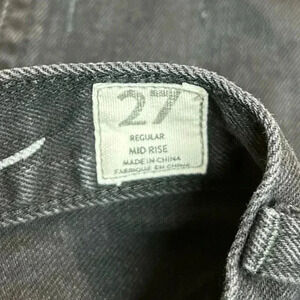 27
REGULAR
MID RISE
MADE IN CHINA
FABRIQUÉ EN CHINE